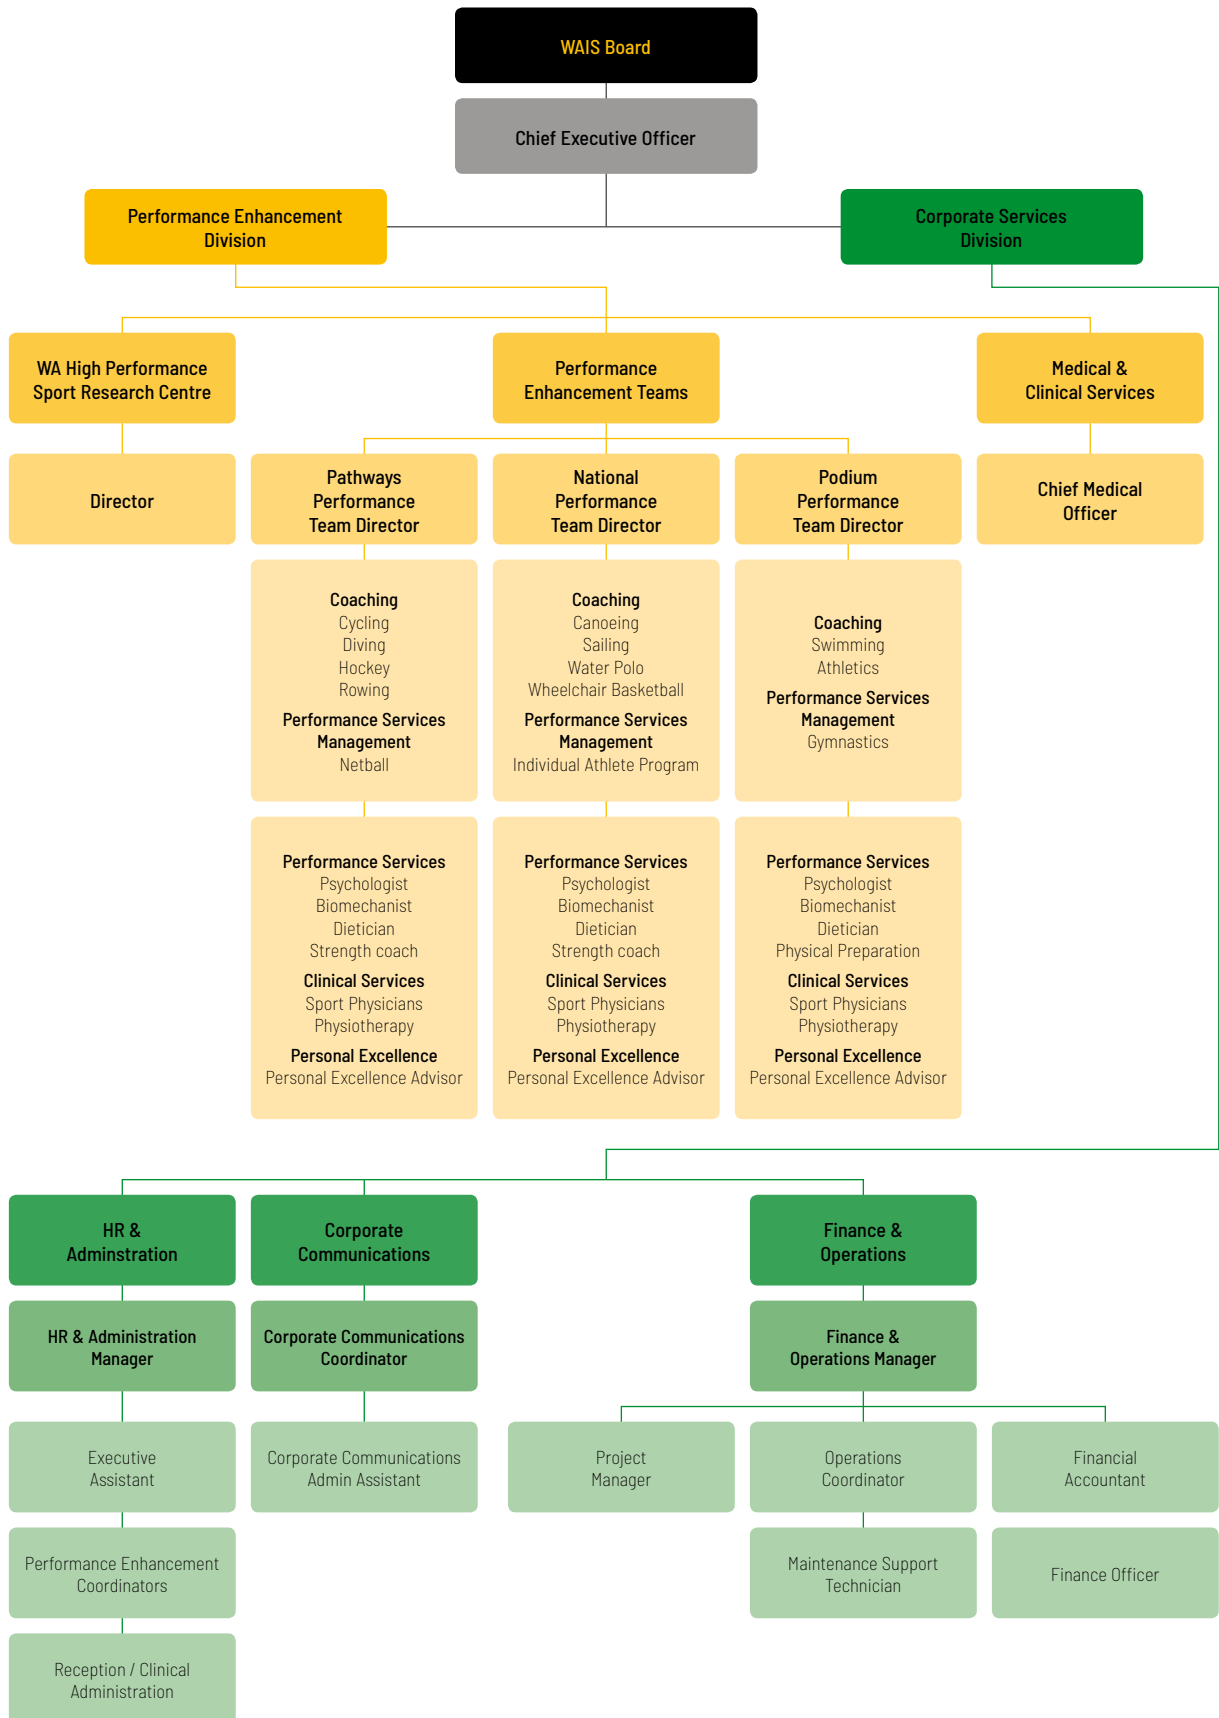 WAIS Board
Chief Executive Officer
Performance Enhancement
Division
Corporate Services
Division
WA High Performance
Sport Research Centre
Performance
Enhancement Teams
Medical &
Clinical Services
Director
Pathways
Performance
Team Director
National
Performance
Team Director
Podium
Performance
Team Director
Chief Medical
Officer
Coaching
Cycling
Diving
Hockey
Rowing
Performance Services
Management
Netball
Coaching
Canoeing
Sailing
Water Polo
Wheelchair Basketball
Performance Services
Management
Individual Athlete Program
Coaching
Swimming
Athletics
Performance Services
Management
Gymnastics
Performance Services
Psychologist
Biomechanist
Dietician
Strength coach
Clinical Services
Sport Physicians
Physiotherapy
Personal Excellence
Personal Excellence Advisor
Performance Services
Psychologist
Biomechanist
Dietician
Strength coach
Clinical Services
Sport Physicians
Physiotherapy
Personal Excellence
Personal Excellence Advisor
Performance Services
Psychologist
Biomechanist
Dietician
Physical Preparation
Clinical Services
Sport Physicians
Physiotherapy
Personal Excellence
Personal Excellence Advisor
HR &
Adminstration
Corporate
Communications
Finance &
Operations
HR & Administration
Manager
Corporate Communications
Coordinator
Finance &
Operations Manager
Executive
Assistant
Corporate Communications
Admin Assistant
Project
Manager
Operations
Coordinator
Financial
Accountant
Performance Enhancement
Coordinators
Maintenance Support
Technician
Finance Officer
Reception / Clinical
Administration